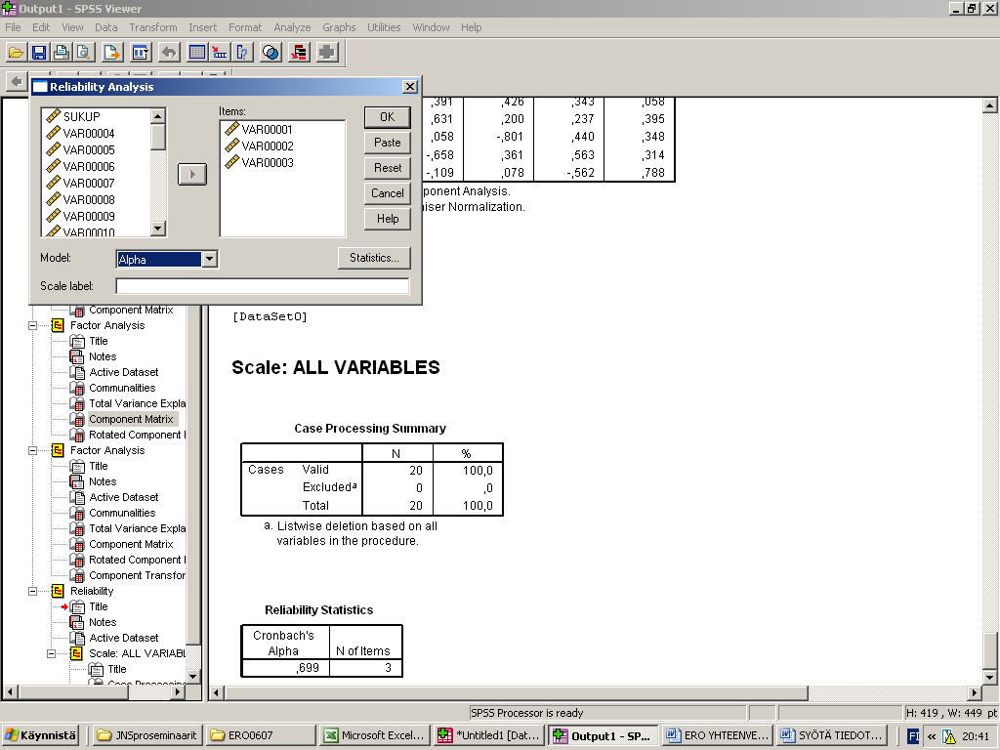 Output1 - SPSS Viewer
File Edit View Data Transform Insert Format Analyze Graphs Utilities Window Help
Reliability Analysis
SUKUP
VAR00004
VAR00005
VAR00006
VAR00007
VAR00008
VAR00009
VAR00010
Items:
VAR00001
VAR00002
VAR00003
OK
Paste
Reset
Cancel
Help
Model:
Alpha
Statistics...
Scale label:
,391 ,426 ,343 ,058
,631 ,200 ,237 ,395
,058 -,801 ,440 ,348
-,658 ,361 ,563 ,314
-,109 ,078 -,562 ,788
ponent Analysis.
iser Normalization.
Component Matrix
Factor Analysis
Title
Notes
Active Dataset
Communalities
Total Variance Expla
Component Matrix
Rotated Component
Factor Analysis
Title
Notes
Active Dataset
Communalities
Total Variance Expla
Component Matrix
Rotated Component
Component Transfor
Reliability
Title
Notes
Active Dataset
Scale: ALL VARIABL
Title
Case Processing
[DataSet0]
Scale: ALL VARIABLES
Case Processing Summary
N %
Cases Valid 20 100,0
Excludeda 0 ,0
Total 20 100,0
a. Listwise deletion based on all
variables in the procedure.
Reliability Statistics
Cronbach's
Alpha N of Items
,699 3
SPSS Processor is ready
H: 419 , W: 449 pt
Käynnistä
JNSproseminaarit
ERO0607
Microsoft Excel...
*Untitled1 [Dat...
Output1 - SP...
ERO YHTEENVE...
SYÖTÄ TIEDOT...
FI
«
20:41